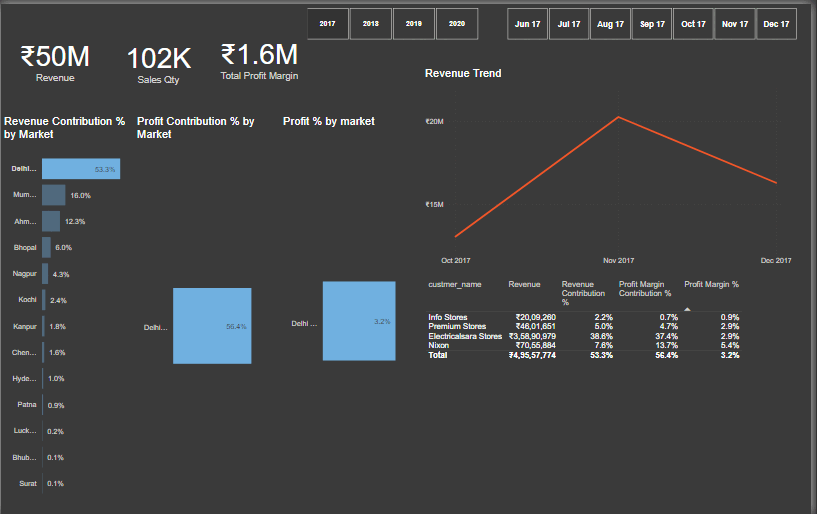 2017 2018 2019 2020 Jun 17 Jul 17 Aug 17 Sep 17 Oct 17 Nov 17 Dec 17
₹50M
Revenue
102K
Sales Qty
₹1.6M
Total Profit Margin
Revenue Trend
₹20M
₹15M
Oct 2017 Nov 2017 Dec 2017
Revenue Contribution %
by Market
Delhi... 53.3%
Mum... 16.0%
Ahm... 12.3%
Bhopal 6.0%
Nagpur 4.3%
Kochi 2.4%
Kanpur 1.8%
Chen... 1.6%
Hyde... 1.0%
Patna 0.9%
Luck... 0.2%
Bhub... 0.1%
Surat 0.1%
Profit Contribution % by
Market
Delhi... 56.4%
Profit % by market
Delhi ... 3.2%
custmer_name Revenue Revenue Contribution % Profit Margin Contribution % Profit Margin %
Info Stores ₹20,09,260 2.2% 0.7% 0.9%
Premium Stores ₹46,01,651 5.0% 4.7% 2.9%
Electricalsara Stores ₹3,58,90,979 38.6% 37.4% 2.9%
Nixon ₹70,55,884 7.6% 13.7% 5.4%
Total ₹4,95,57,774 53.3% 56.4% 3.2%